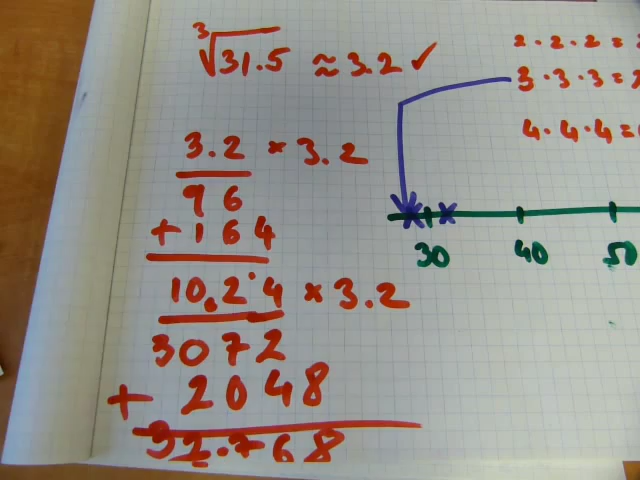 ³√31.5 ≈ 3.2 ✓
2 · 2 · 2 =
3 · 3 · 3 =
4 · 4 · 4 =
3.2 × 3.2
96
+ 164
10.24 × 3.2
3072
+ 2048
32.768
30 40 50